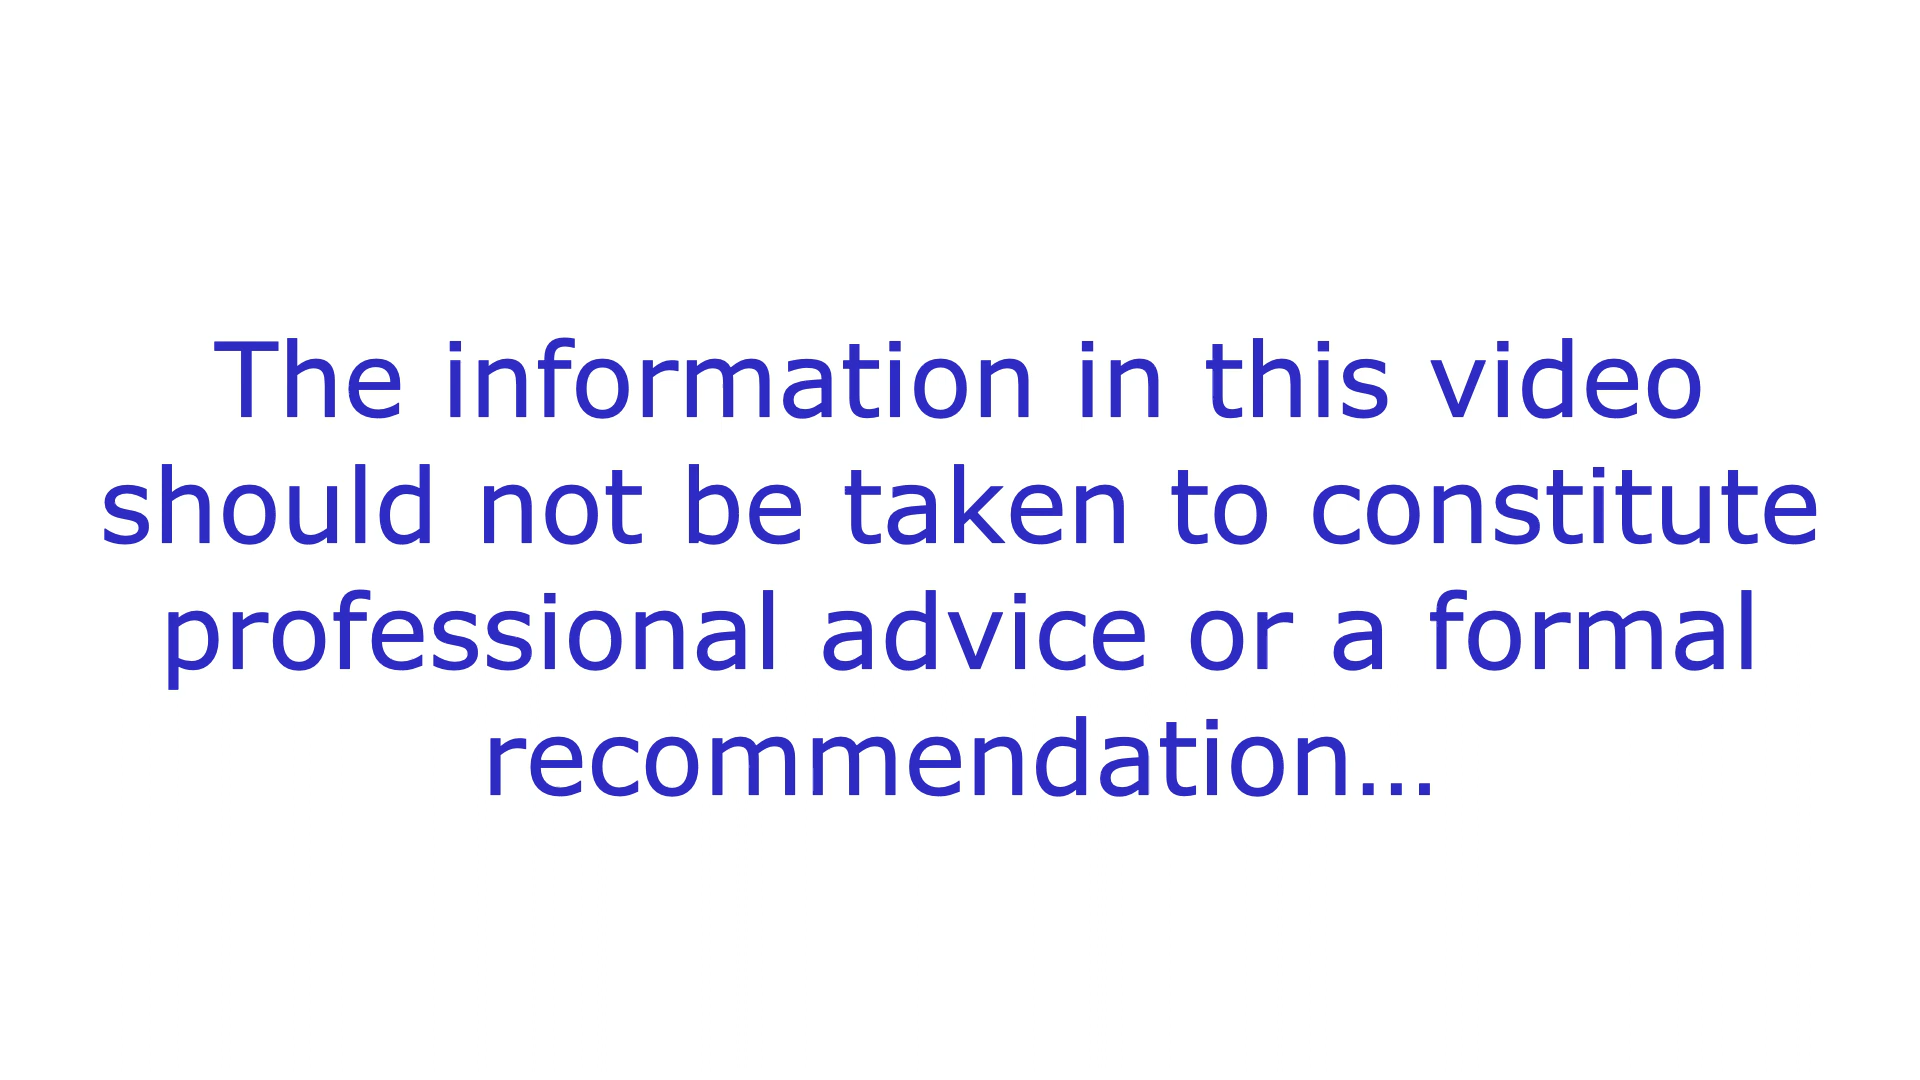 The information in this video
should not be taken to constitute
professional advice or a formal
recommendation...